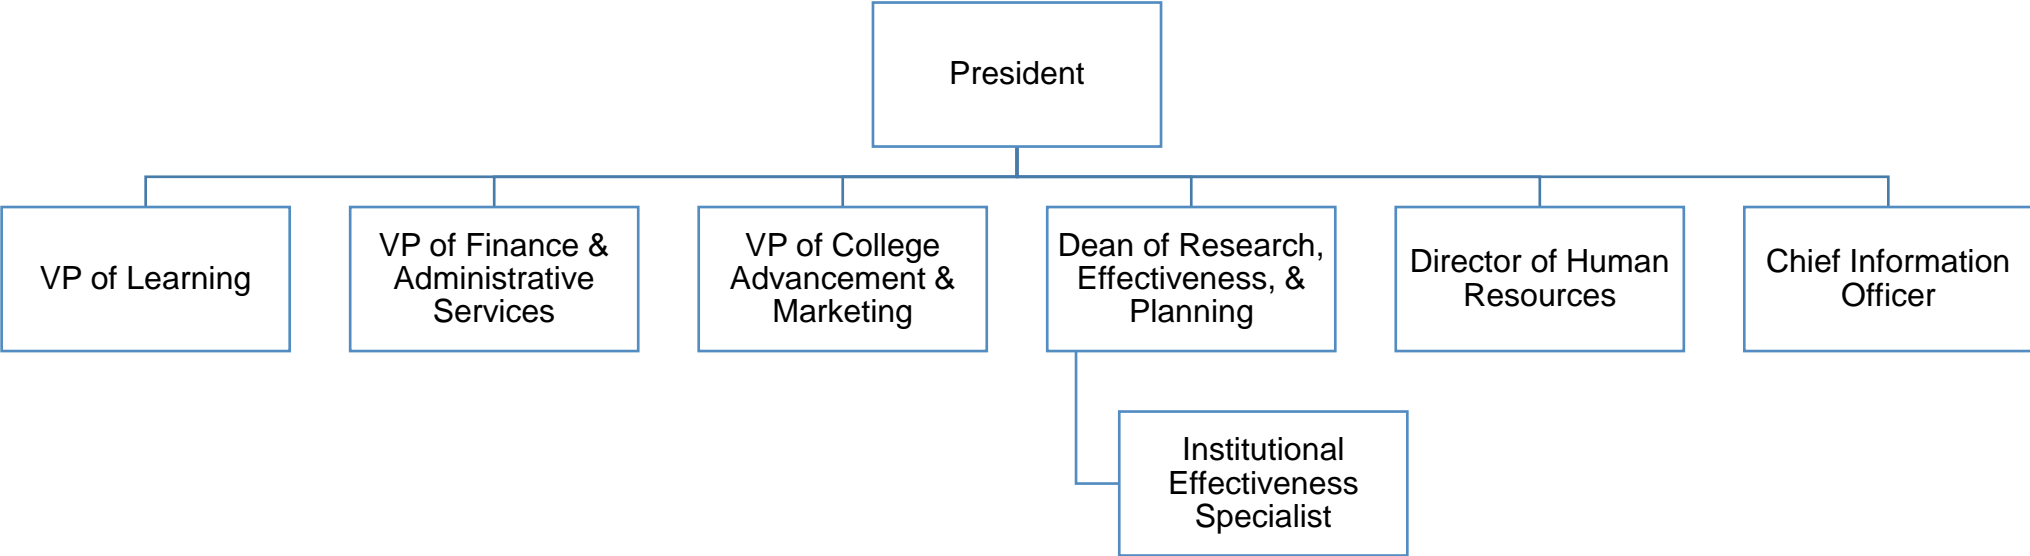 President
VP of Learning
VP of Finance &
Administrative
Services
VP of College
Advancement &
Marketing
Dean of Research,
Effectiveness, &
Planning
Director of Human
Resources
Chief Information
Officer
Institutional
Effectiveness
Specialist